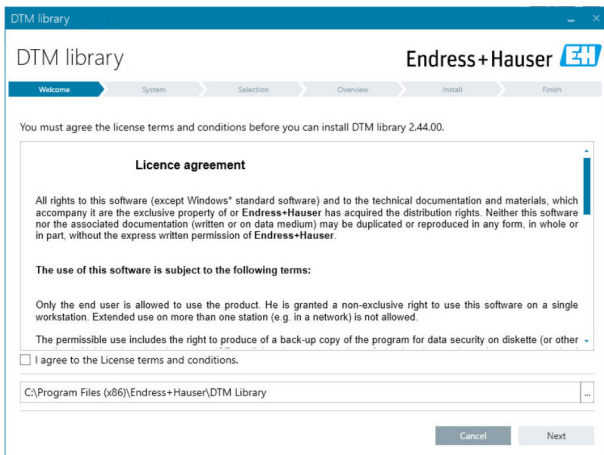 DTM library
DTM library
Endress+Hauser EH
Welcome System Selection Overview Install Finish
You must agree the license terms and conditions before you can install DTM library 2.44.00.
Licence agreement
All rights to this software (except Windows* standard software) and to the technical documentation and materials, which
accompany it are the exclusive property of or Endress+Hauser has acquired the distribution rights. Neither this software
nor the associated documentation (written or on data medium) may be duplicated or reproduced in any form, in whole or
in part, without the express written permission of Endress+Hauser.
The use of this software is subject to the following terms:
Only the end user is allowed to use the product. He is granted a non-exclusive right to use this software on a single
workstation. Extended use on more than one station (e.g. in a network) is not allowed.
The permissible use includes the right to produce of a back-up copy of the program for data security on diskette (or other
I agree to the License terms and conditions.
C:\Program Files (x86)\Endress+Hauser\DTM Library ...
Cancel Next